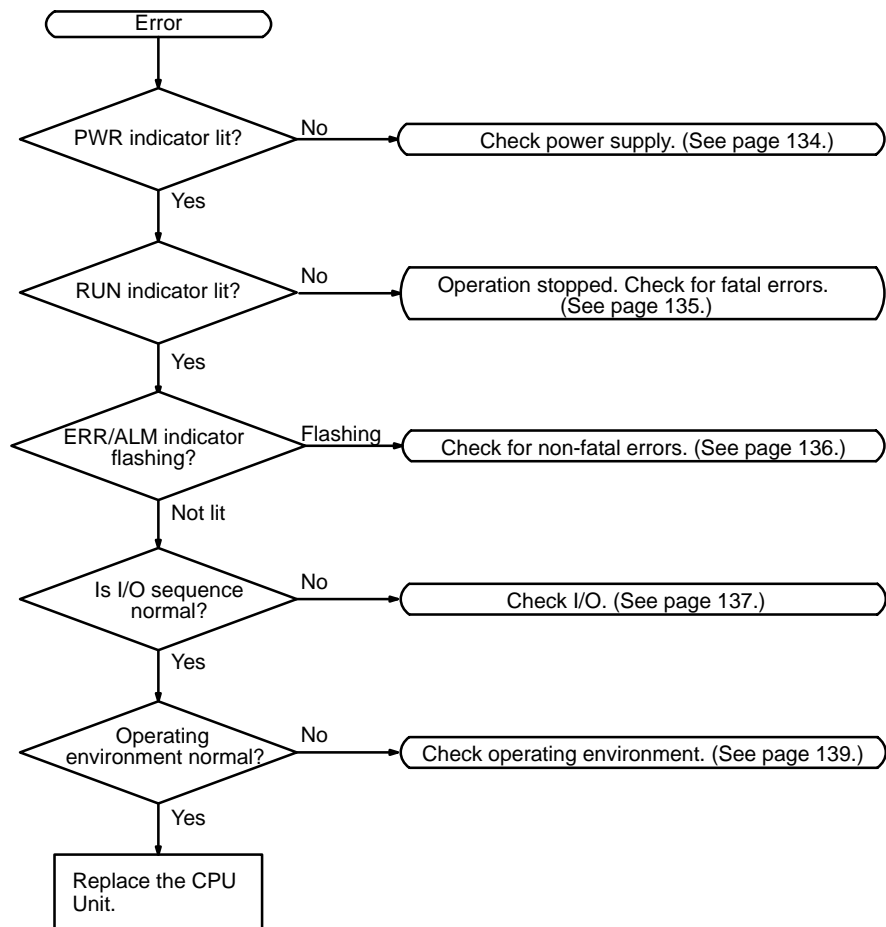 Error
PWR indicator lit?
No
Check power supply. (See page 134.)
Yes
RUN indicator lit?
No
Operation stopped. Check for fatal errors.
(See page 135.)
Yes
ERR/ALM indicator
flashing?
Flashing
Check for non-fatal errors. (See page 136.)
Not lit
Is I/O sequence
normal?
No
Check I/O. (See page 137.)
Yes
Operating
environment normal?
No
Check operating environment. (See page 139.)
Yes
Replace the CPU
Unit.